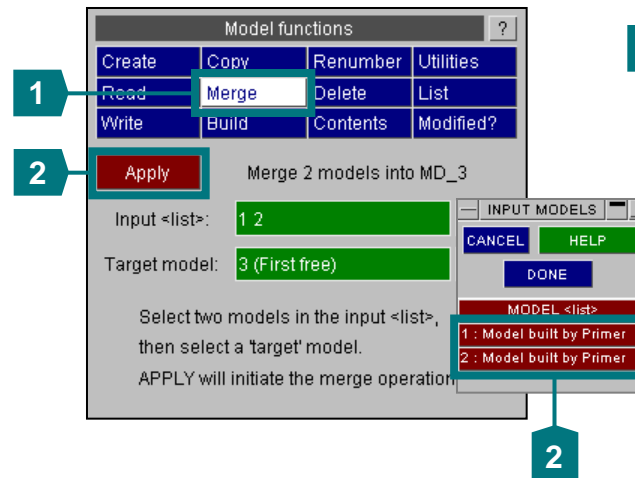 Model functions ?
Create Copy Renumber Utilities
1
Read Merge Delete List
Write Build Contents Modified?
2
Apply Merge 2 models into MD_3
Input <list>: 1 2
Target model: 3 (First free)
Select two models in the input <list>,
then select a 'target' model.
APPLY will initiate the merge operation
INPUT MODELS
CANCEL HELP
DONE
MODEL <list>
1 : Model built by Primer
2 : Model built by Primer
2